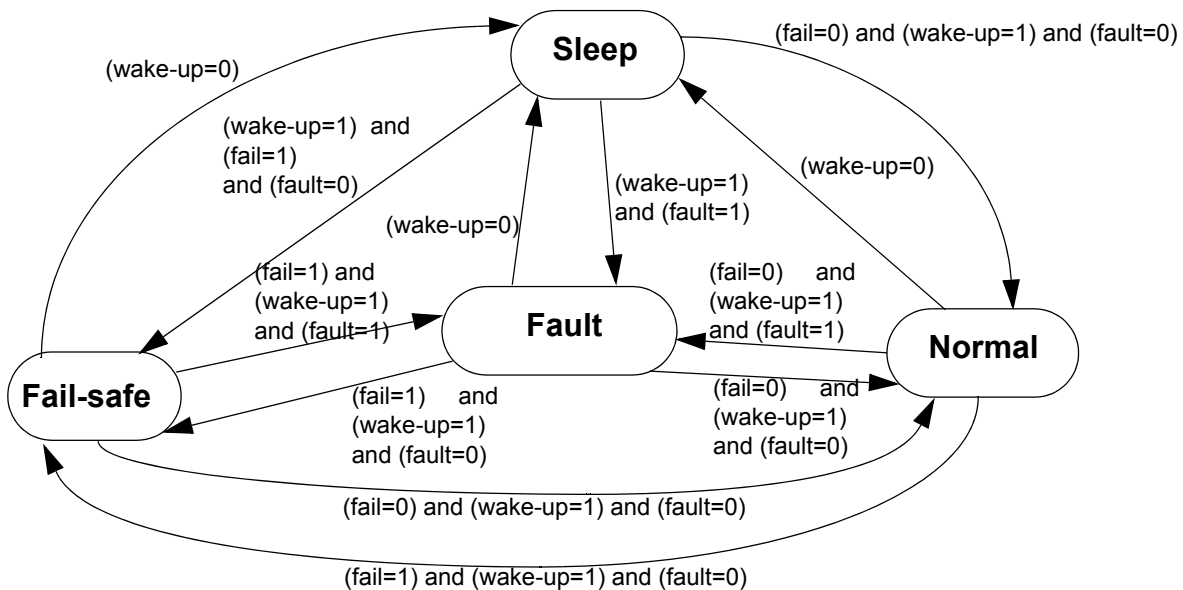 Sleep
(fail=0) and (wake-up=1) and (fault=0)
(wake-up=0)
(wake-up=1) and
(fail=1)
and (fault=0)
(wake-up=0)
(wake-up=1)
and (fault=1)
(wake-up=0)
(fail=1) and
(wake-up=1)
and (fault=1)
Fault
(fail=0) and
(wake-up=1)
and (fault=1)
Normal
Fail-safe
(fail=1) and
(wake-up=1)
and (fault=0)
(fail=0) and
(wake-up=1)
and (fault=0)
(fail=0) and (wake-up=1) and (fault=0)
(fail=1) and (wake-up=1) and (fault=0)